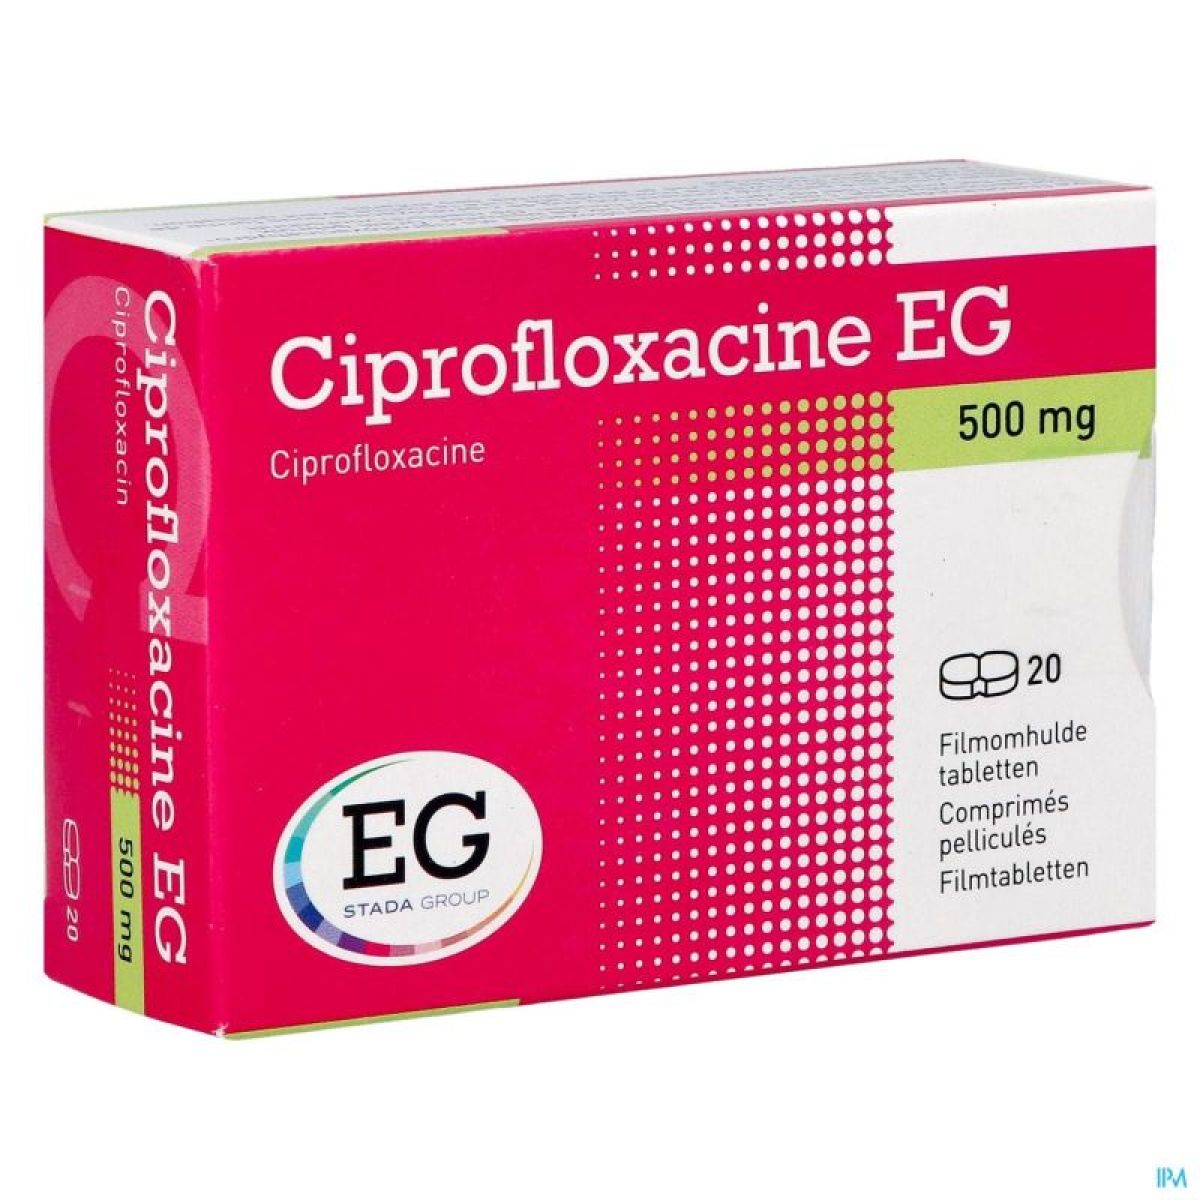 Ciprofloxacine EG
Ciprofloxacin
500 mg
20
Ciprofloxacine EG
Ciprofloxacine
500 mg
20
Filmomhulde
tabletten
Comprimés
pelliculés
Filmtabletten
EG
STADA GROUP
IPM